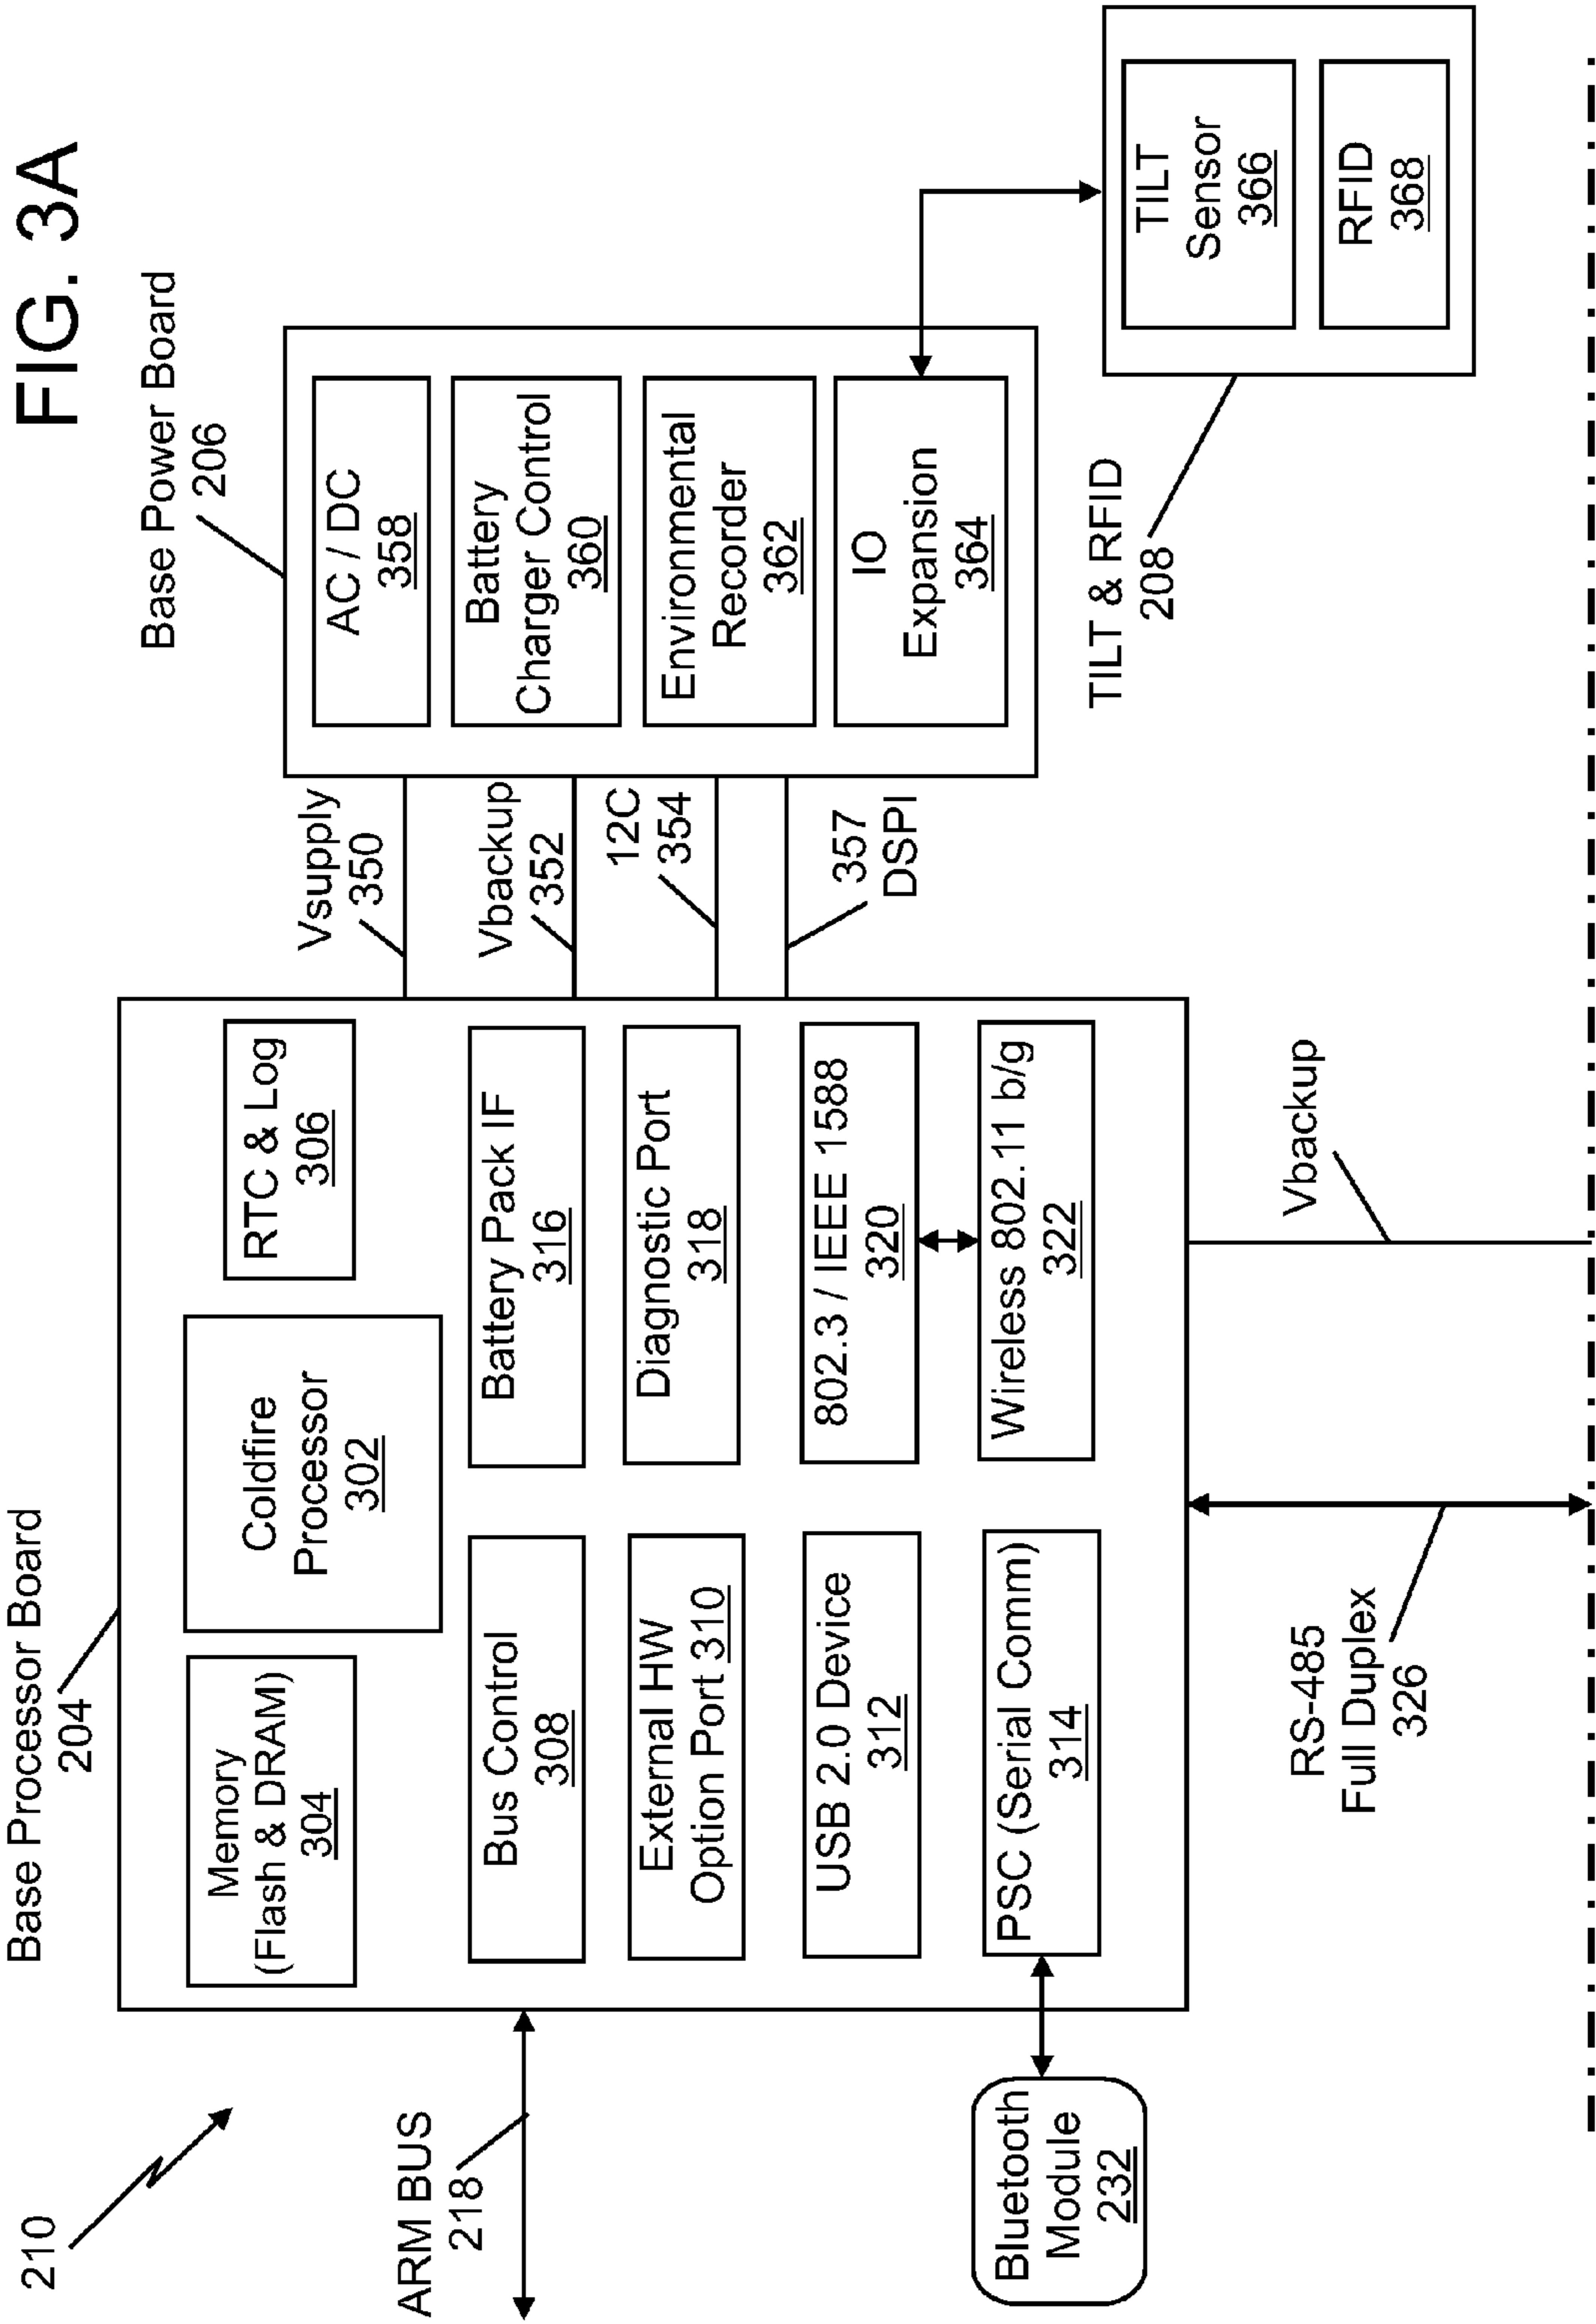 FIG. 3A
210
Base Processor Board
204
Memory
(Flash & DRAM)
304
Coldfire
Processor
302
RTC & Log
306
Bus Control
308
Battery Pack IF
316
External HW
Option Port 310
Diagnostic Port
318
USB 2.0 Device
312
802.3 / IEEE 1588
320
PSC (Serial Comm)
314
Wireless 802.11 b/g
322
ARM BUS
218
Bluetooth
Module
232
RS-485
Full Duplex
326
Vbackup
Vsupply
350
Vbackup
352
12C
354
357
DSPI
Base Power Board
206
AC / DC
358
Battery
Charger Control
360
Environmental
Recorder
362
IO
Expansion
364
TILT & RFID
208
TILT
Sensor
366
RFID
368